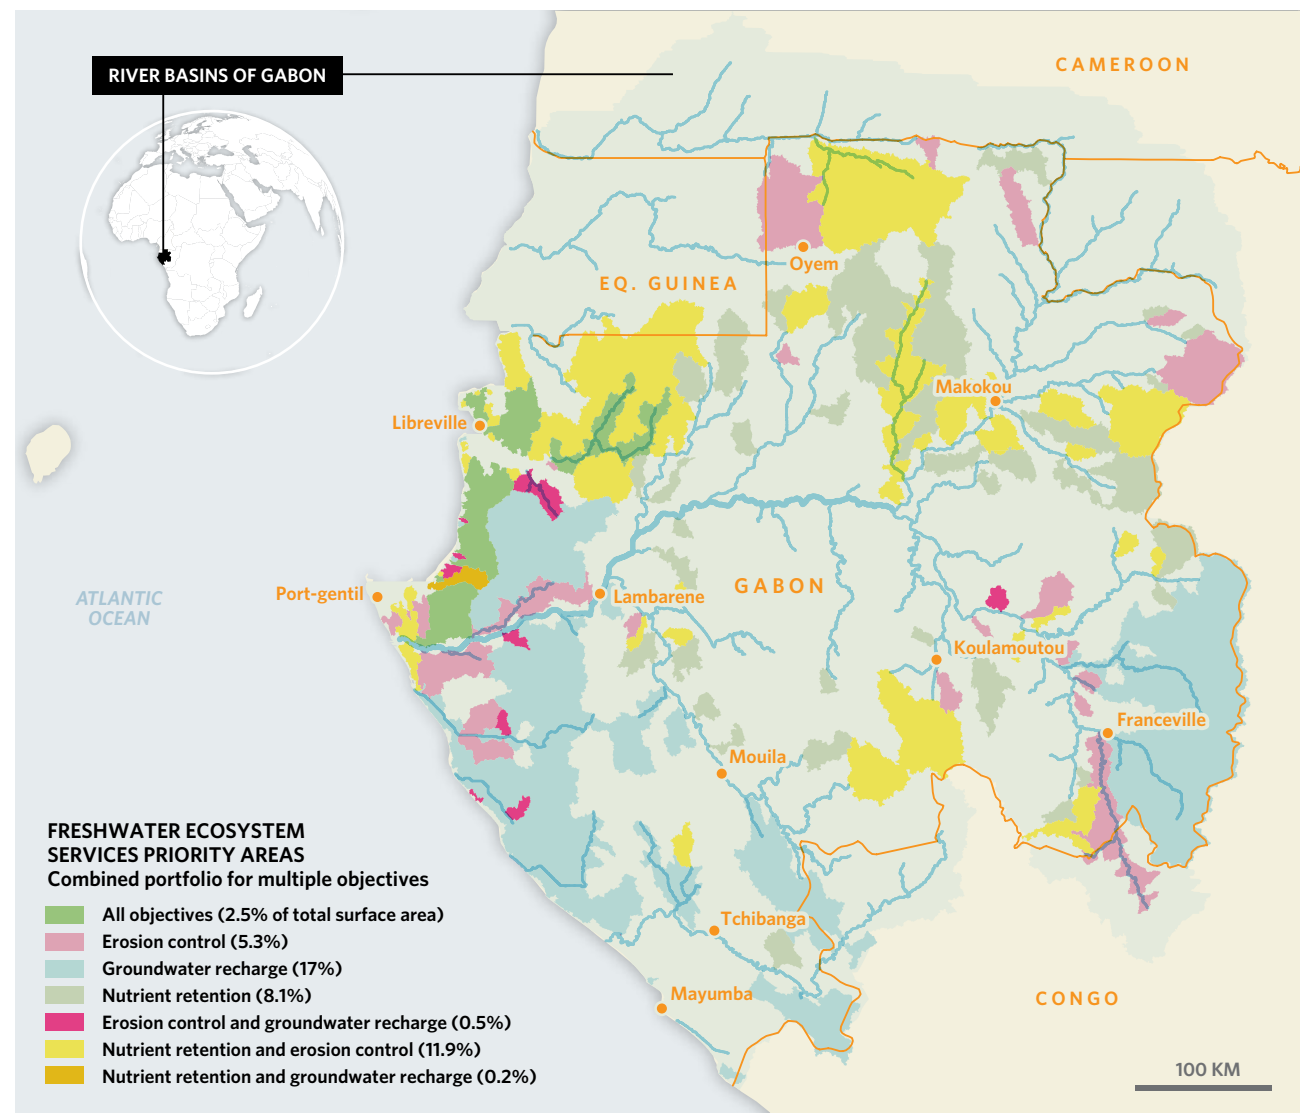 RIVER BASINS OF GABON
CAMEROON
Oyem
EQ. GUINEA
Makokou
Libreville
Port-gentil
ATLANTIC
OCEAN
Lambarene
GABON
Koulamoutou
Franceville
Mouila
Tchibanga
Mayumba
CONGO
100 KM
FRESHWATER ECOSYSTEM
SERVICES PRIORITY AREAS
Combined portfolio for multiple objectives
All objectives (2.5% of total surface area)
Erosion control (5.3%)
Groundwater recharge (17%)
Nutrient retention (8.1%)
Erosion control and groundwater recharge (0.5%)
Nutrient retention and erosion control (11.9%)
Nutrient retention and groundwater recharge (0.2%)